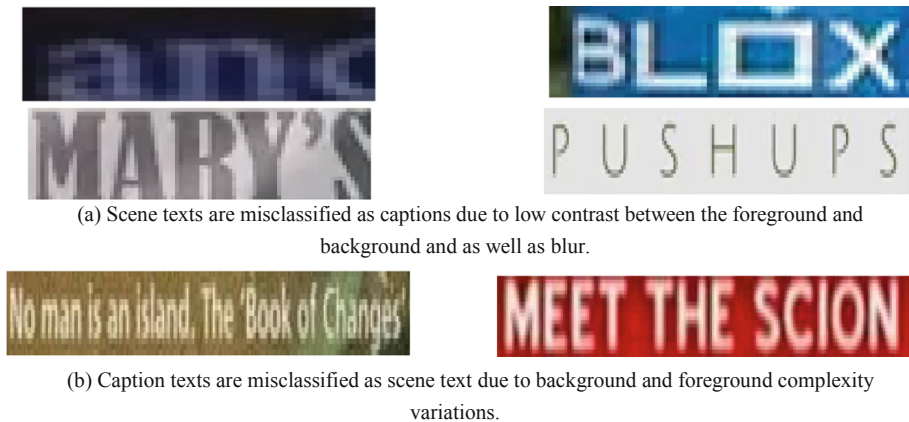 and
BLOX
MARY'S
PUSHUPS
(a) Scene texts are misclassified as captions due to low contrast between the foreground and
background and as well as blur.
No man is an island. The 'Book of Changes'
MEET THE SCION
(b) Caption texts are misclassified as scene text due to background and foreground complexity
variations.